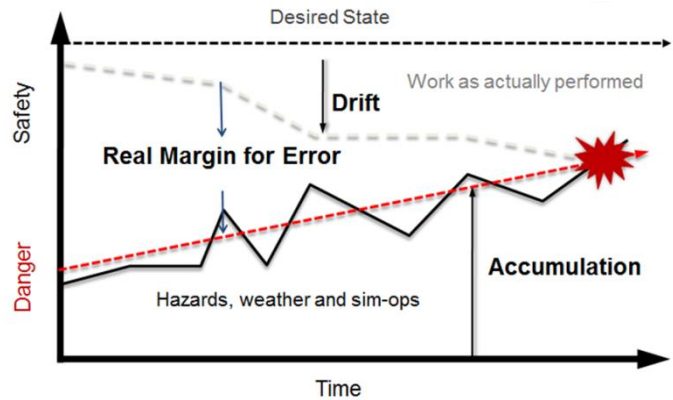 Desired State
Work as actually performed
Drift
Safety
Real Margin for Error
Danger
Accumulation
Hazards, weather and sim-ops
Time